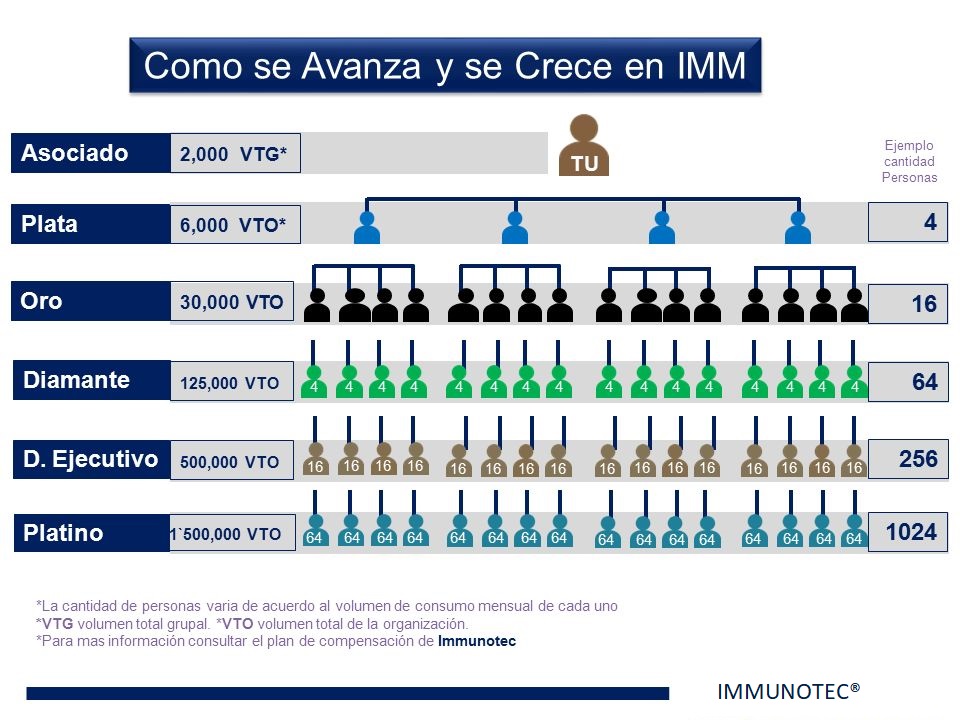 Como se Avanza y se Crece en IMM
Asociado 2,000 VTG* TU
Ejemplo
cantidad
Personas
Plata 6,000 VTO* 4
Oro 30,000 VTO 16
Diamante 125,000 VTO 4 4 4 4 4 4 4 4 4 4 4 4 4 4 4 4 64
D. Ejecutivo 500,000 VTO 16 16 16 16 16 16 16 16 16 16 16 16 16 16 16 16 256
Platino 1`500,000 VTO 64 64 64 64 64 64 64 64 64 64 64 64 64 64 64 64 1024
*La cantidad de personas varia de acuerdo al volumen de consumo mensual de cada uno
*VTG volumen total grupal. *VTO volumen total de la organización.
*Para mas información consultar el plan de compensación de Immunotec
IMMUNOTEC®